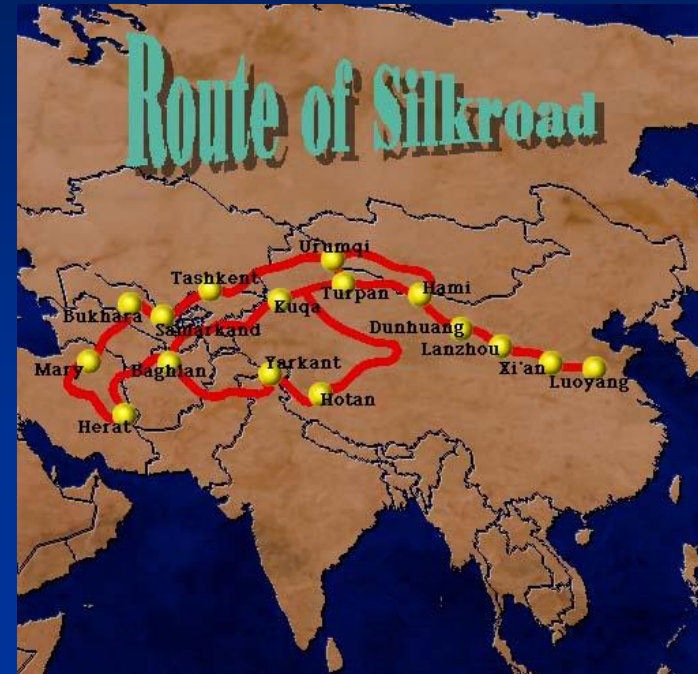 Route of Silkroad
Urumqi
Tashkent
Hami
Turpan
Kuqa
Bukhara
Samarkand
Dunhuang
Lanzhou
Mary
Baghlan
Yarkant
Xi'an
Luoyang
Hotan
Herat